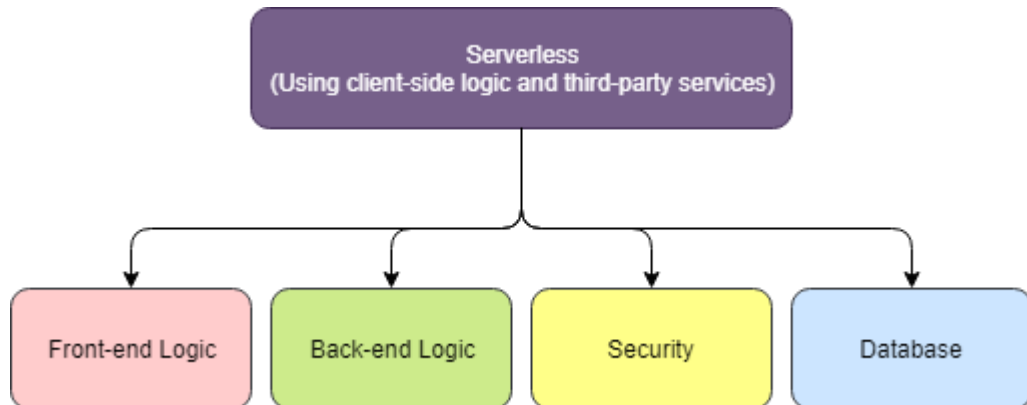 Serverless
(Using client-side logic and third-party services)
Front-end Logic
Back-end Logic
Security
Database